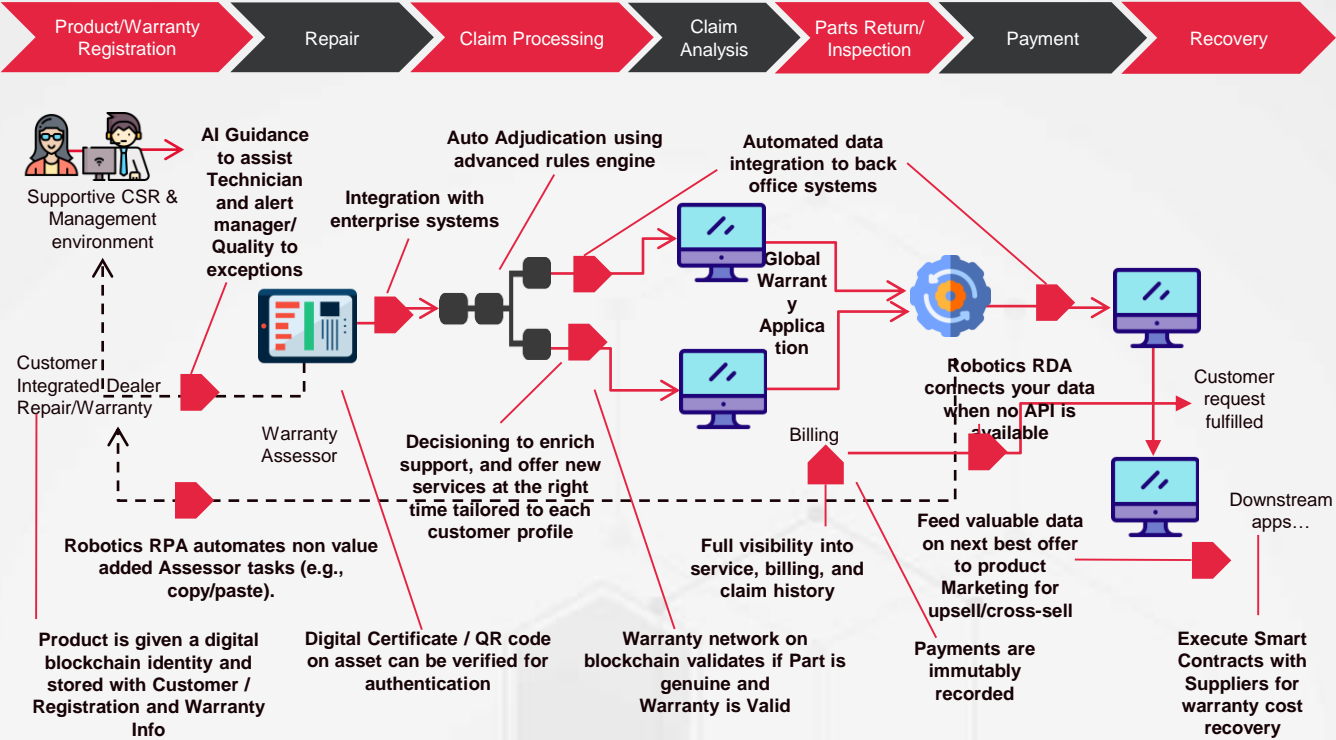 Product/Warranty
Registration
Repair
Claim Processing
Claim
Analysis
Parts Return/
Inspection
Payment
Recovery
Supportive CSR &
Management
environment
AI Guidance
to assist
Technician
and alert
manager/
Quality to
exceptions
Integration with
enterprise systems
Auto Adjudication using
advanced rules engine
Automated data
integration to back
office systems
Global
Warrant
y
Applica
tion
Customer
Integrated Dealer
Repair/Warranty
Warranty
Assessor
Decisioning to enrich
support, and offer new
services at the right
time tailored to each
customer profile
Billing
Robotics RDA
connects your data
when no API is
available
Customer
request
fulfilled
Robotics RPA automates non value
added Assessor tasks (e.g.,
copy/paste).
Full visibility into
service, billing, and
claim history
Feed valuable data
on next best offer
to product
Marketing for
upsell/cross-sell
Downstream
apps…
Product is given a digital
blockchain identity and
stored with Customer /
Registration and Warranty
Info
Digital Certificate / QR code
on asset can be verified for
authentication
Warranty network on
blockchain validates if Part is
genuine and
Warranty is Valid
Payments are
immutably
recorded
Execute Smart
Contracts with
Suppliers for
warranty cost
recovery